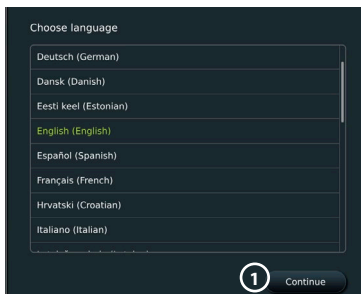 Choose language
Deutsch (German)
Dansk (Danish)
Eesti keel (Estonian)
English (English)
Español (Spanish)
Français (French)
Hrvatski (Croatian)
Italiano (Italian)
1 Continue